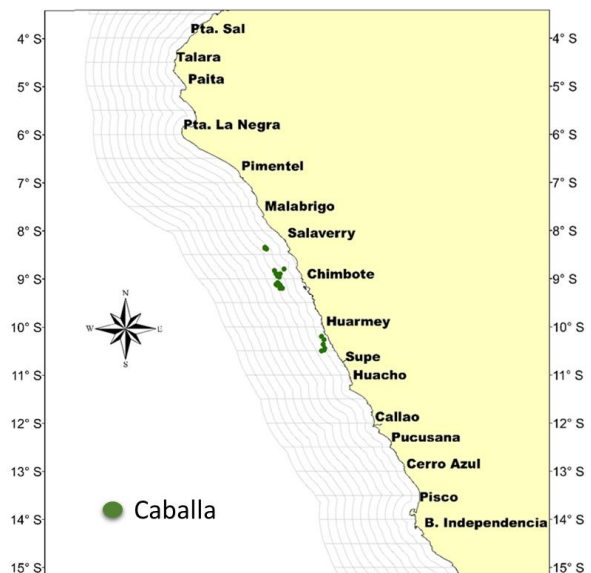 Pta. Sal
4° S
4° S
Talara
Paita
5° S
5° S
Pta. La Negra
6° S
6° S
Pimentel
7° S
7° S
Malabrigo
8° S
Salaverry
8° S
Chimbote
9° S
9° S
N
W
E
S
Huarmey
10° S
10° S
Supe
Huacho
11° S
11° S
Callao
12° S
12° S
Pucusana
Cerro Azul
13° S
13° S
Pisco
Caballa
14° S
B. Independencia
14° S
15° S
15° S